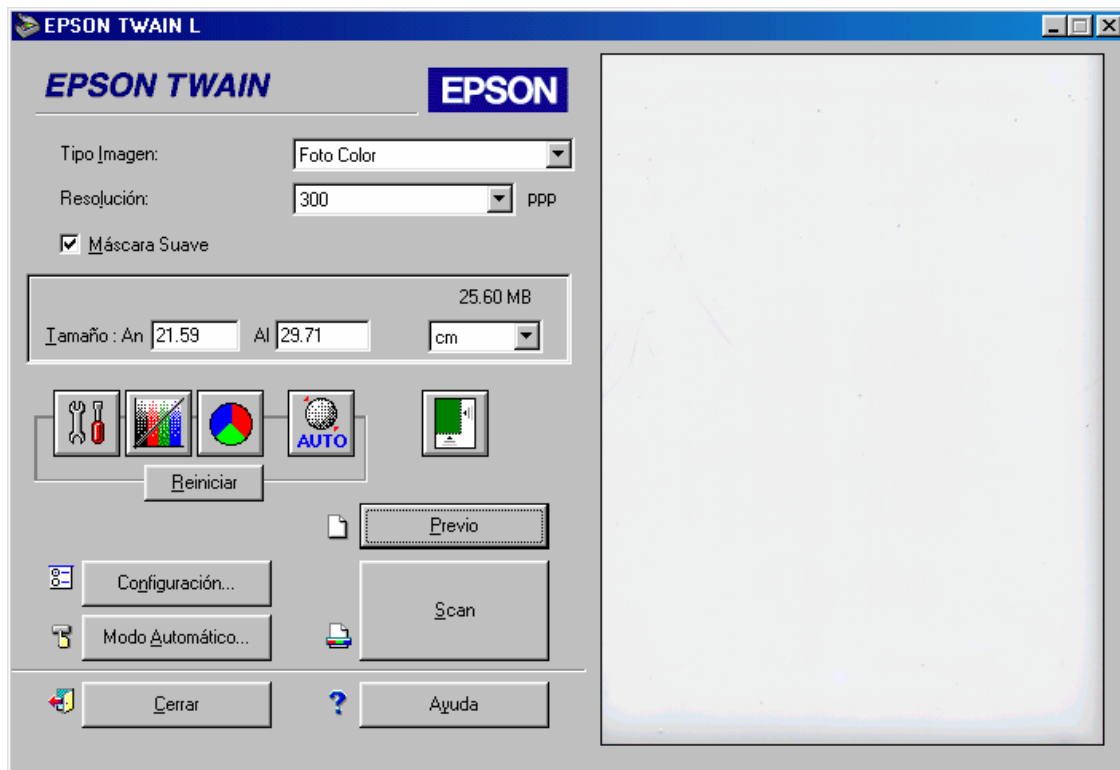 EPSON TWAIN L
EPSON TWAIN
EPSON
Tipo Imagen: Foto Color
Resolución: 300 ppp
Máscara Suave
25.60 MB
Tamaño : An 21.59 Al 29.71 cm
AUTO
Reiniciar
Previo
Configuración...
Scan
Modo Automático...
Cerrar
? Ayuda